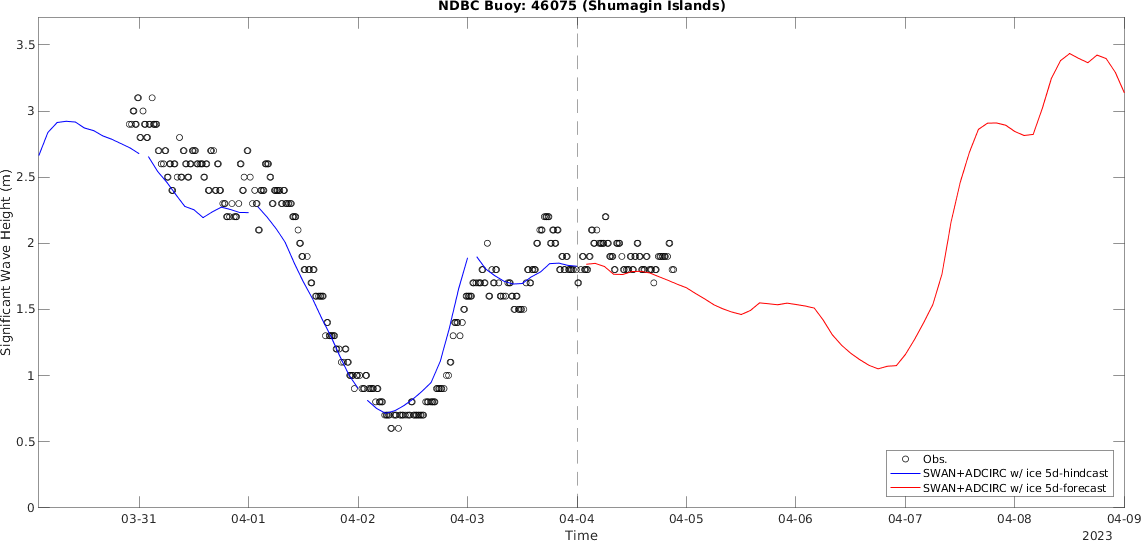 NDBC Buoy: 46075 (Shumagin Islands)
Significant Wave Height (m)
3.5
3
2.5
2
1.5
1
0.5
0
03-31 04-01 04-02 04-03 04-04 04-05 04-06 04-07 04-08 04-09
Time
2023
Obs.
SWAN+ADCIRC w/ ice 5d-hindcast
SWAN+ADCIRC w/ ice 5d-forecast